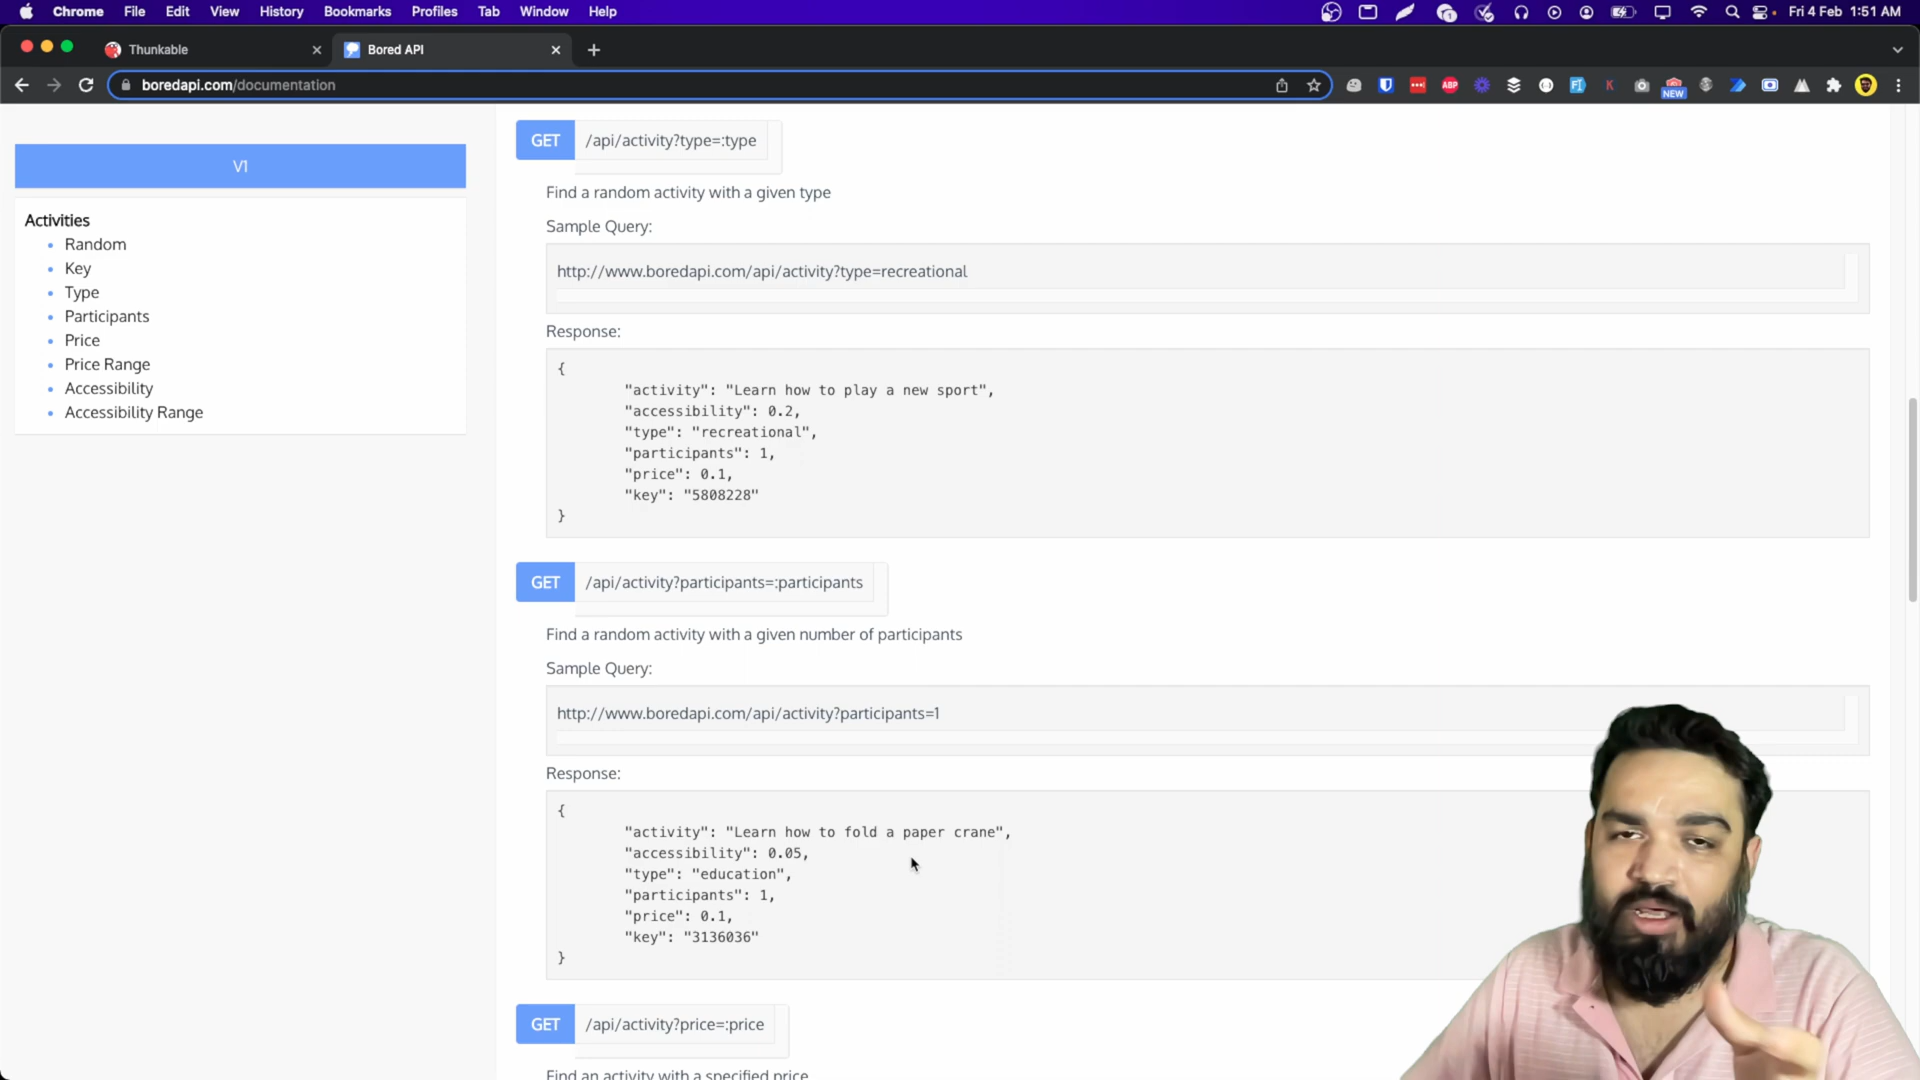 Chrome File Edit View History Bookmarks Profiles Tab Window Help Fri 4 Feb 1:51 AM
Thunkable
Bored API
boredapi.com/documentation
ABP
NEW
V1
Activities
Random
Key
Type
Participants
Price
Price Range
Accessibility
Accessibility Range
GET /api/activity?type=:type
Find a random activity with a given type
Sample Query:
http://www.boredapi.com/api/activity?type=recreational
Response:
{
"activity": "Learn how to play a new sport",
"accessibility": 0.2,
"type": "recreational",
"participants": 1,
"price": 0.1,
"key": "5808228"
}
GET /api/activity?participants=:participants
Find a random activity with a given number of participants
Sample Query:
http://www.boredapi.com/api/activity?participants=1
Response:
{
"activity": "Learn how to fold a paper crane",
"accessibility": 0.05,
"type": "education",
"participants": 1,
"price": 0.1,
"key": "3136036"
}
GET /api/activity?price=:price
Find an activity with a specified price